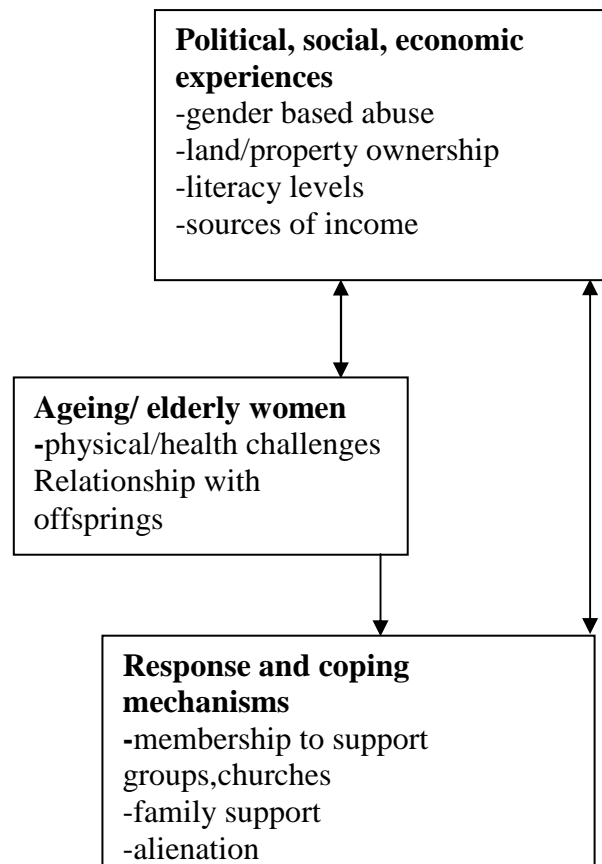 Political, social, economic
experiences
-gender based abuse
-land/property ownership
-literacy levels
-sources of income
Ageing/ elderly women
-physical/health challenges
Relationship with
offsprings
Response and coping
mechanisms
-membership to support
groups,churches
-family support
-alienation